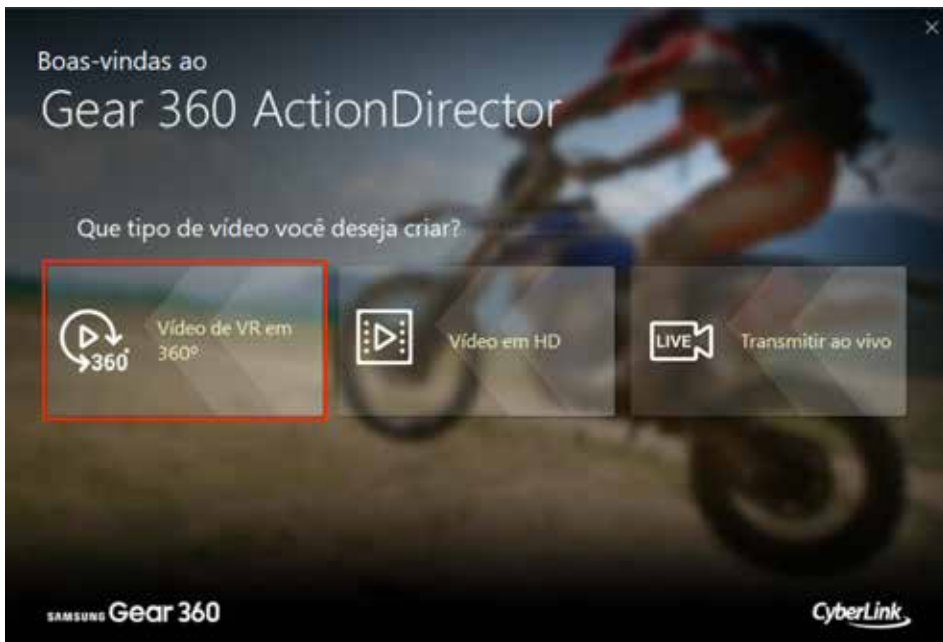 Boas-vindas ao
Gear 360 ActionDirector
Que tipo de vídeo você deseja criar?
360°
Vídeo de VR em
360º
Vídeo em HD
LIVE
Transmitir ao vivo
SAMSUNG Gear 360
CyberLink